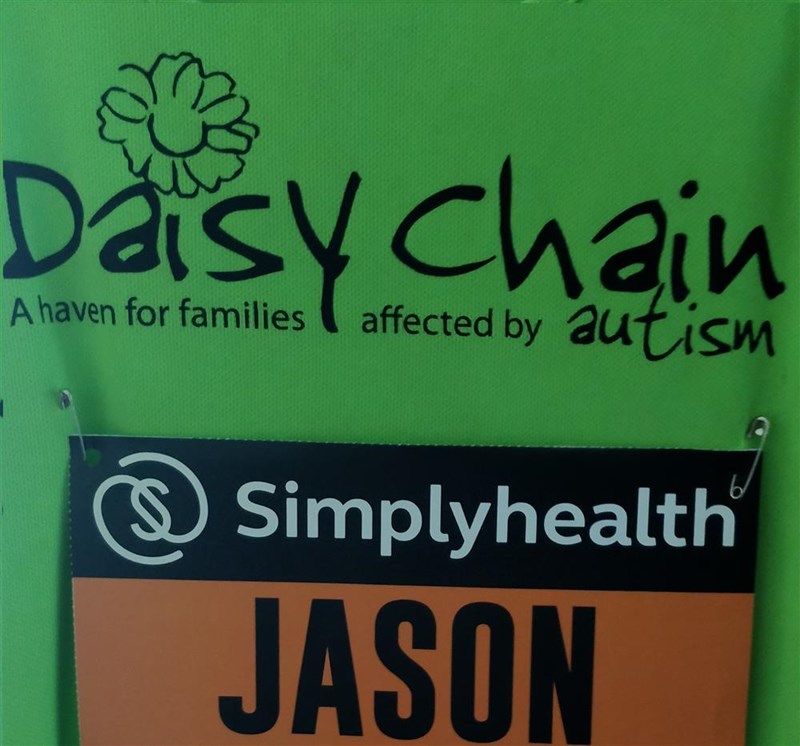 Daisy Chain
A haven for families affected by autism
Simplyhealth
JASON